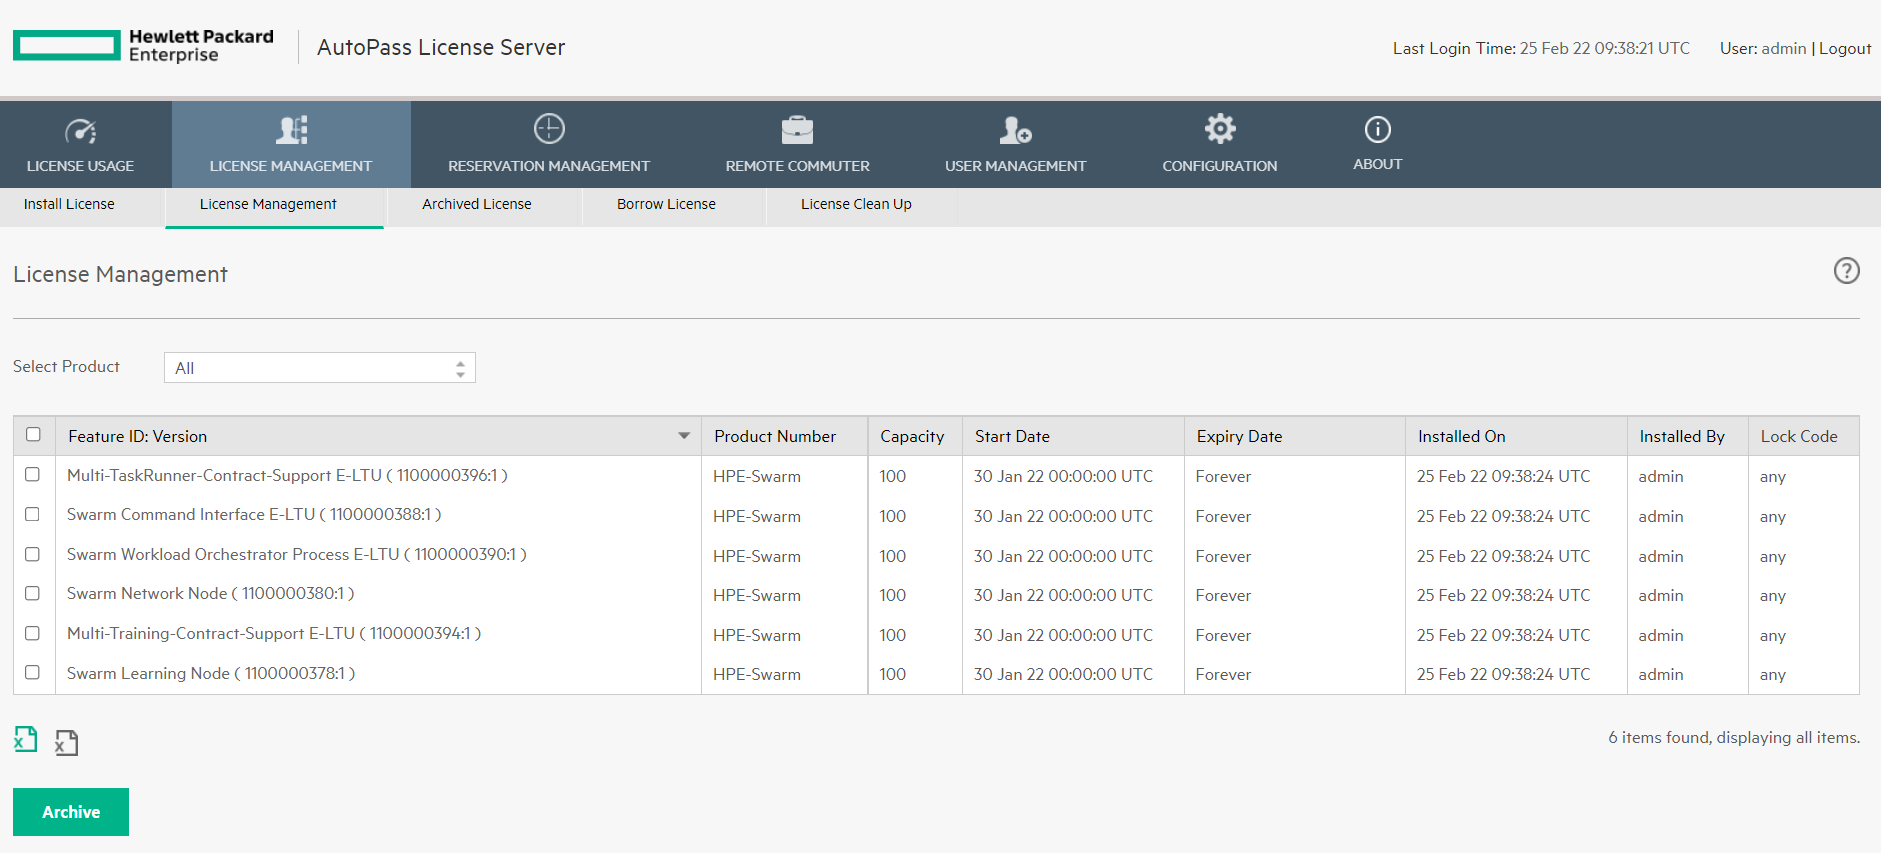 Hewlett Packard
Enterprise
AutoPass License Server
Last Login Time: 25 Feb 22 09:38:21 UTC User: admin | Logout
LICENSE USAGE LICENSE MANAGEMENT RESERVATION MANAGEMENT REMOTE COMMUTER USER MANAGEMENT CONFIGURATION ABOUT
Install License License Management Archived License Borrow License License Clean Up
License Management
Select Product All
Feature ID: Version Product Number Capacity Start Date Expiry Date Installed On Installed By Lock Code
Multi-TaskRunner-Contract-Support E-LTU ( 1100000396:1 ) HPE-Swarm 100 30 Jan 22 00:00:00 UTC Forever 25 Feb 22 09:38:24 UTC admin any
Swarm Command Interface E-LTU ( 1100000388:1 ) HPE-Swarm 100 30 Jan 22 00:00:00 UTC Forever 25 Feb 22 09:38:24 UTC admin any
Swarm Workload Orchestrator Process E-LTU ( 1100000390:1 ) HPE-Swarm 100 30 Jan 22 00:00:00 UTC Forever 25 Feb 22 09:38:24 UTC admin any
Swarm Network Node ( 1100000380:1 ) HPE-Swarm 100 30 Jan 22 00:00:00 UTC Forever 25 Feb 22 09:38:24 UTC admin any
Multi-Training-Contract-Support E-LTU ( 1100000394:1 ) HPE-Swarm 100 30 Jan 22 00:00:00 UTC Forever 25 Feb 22 09:38:24 UTC admin any
Swarm Learning Node ( 1100000378:1 ) HPE-Swarm 100 30 Jan 22 00:00:00 UTC Forever 25 Feb 22 09:38:24 UTC admin any
6 items found, displaying all items.
Archive